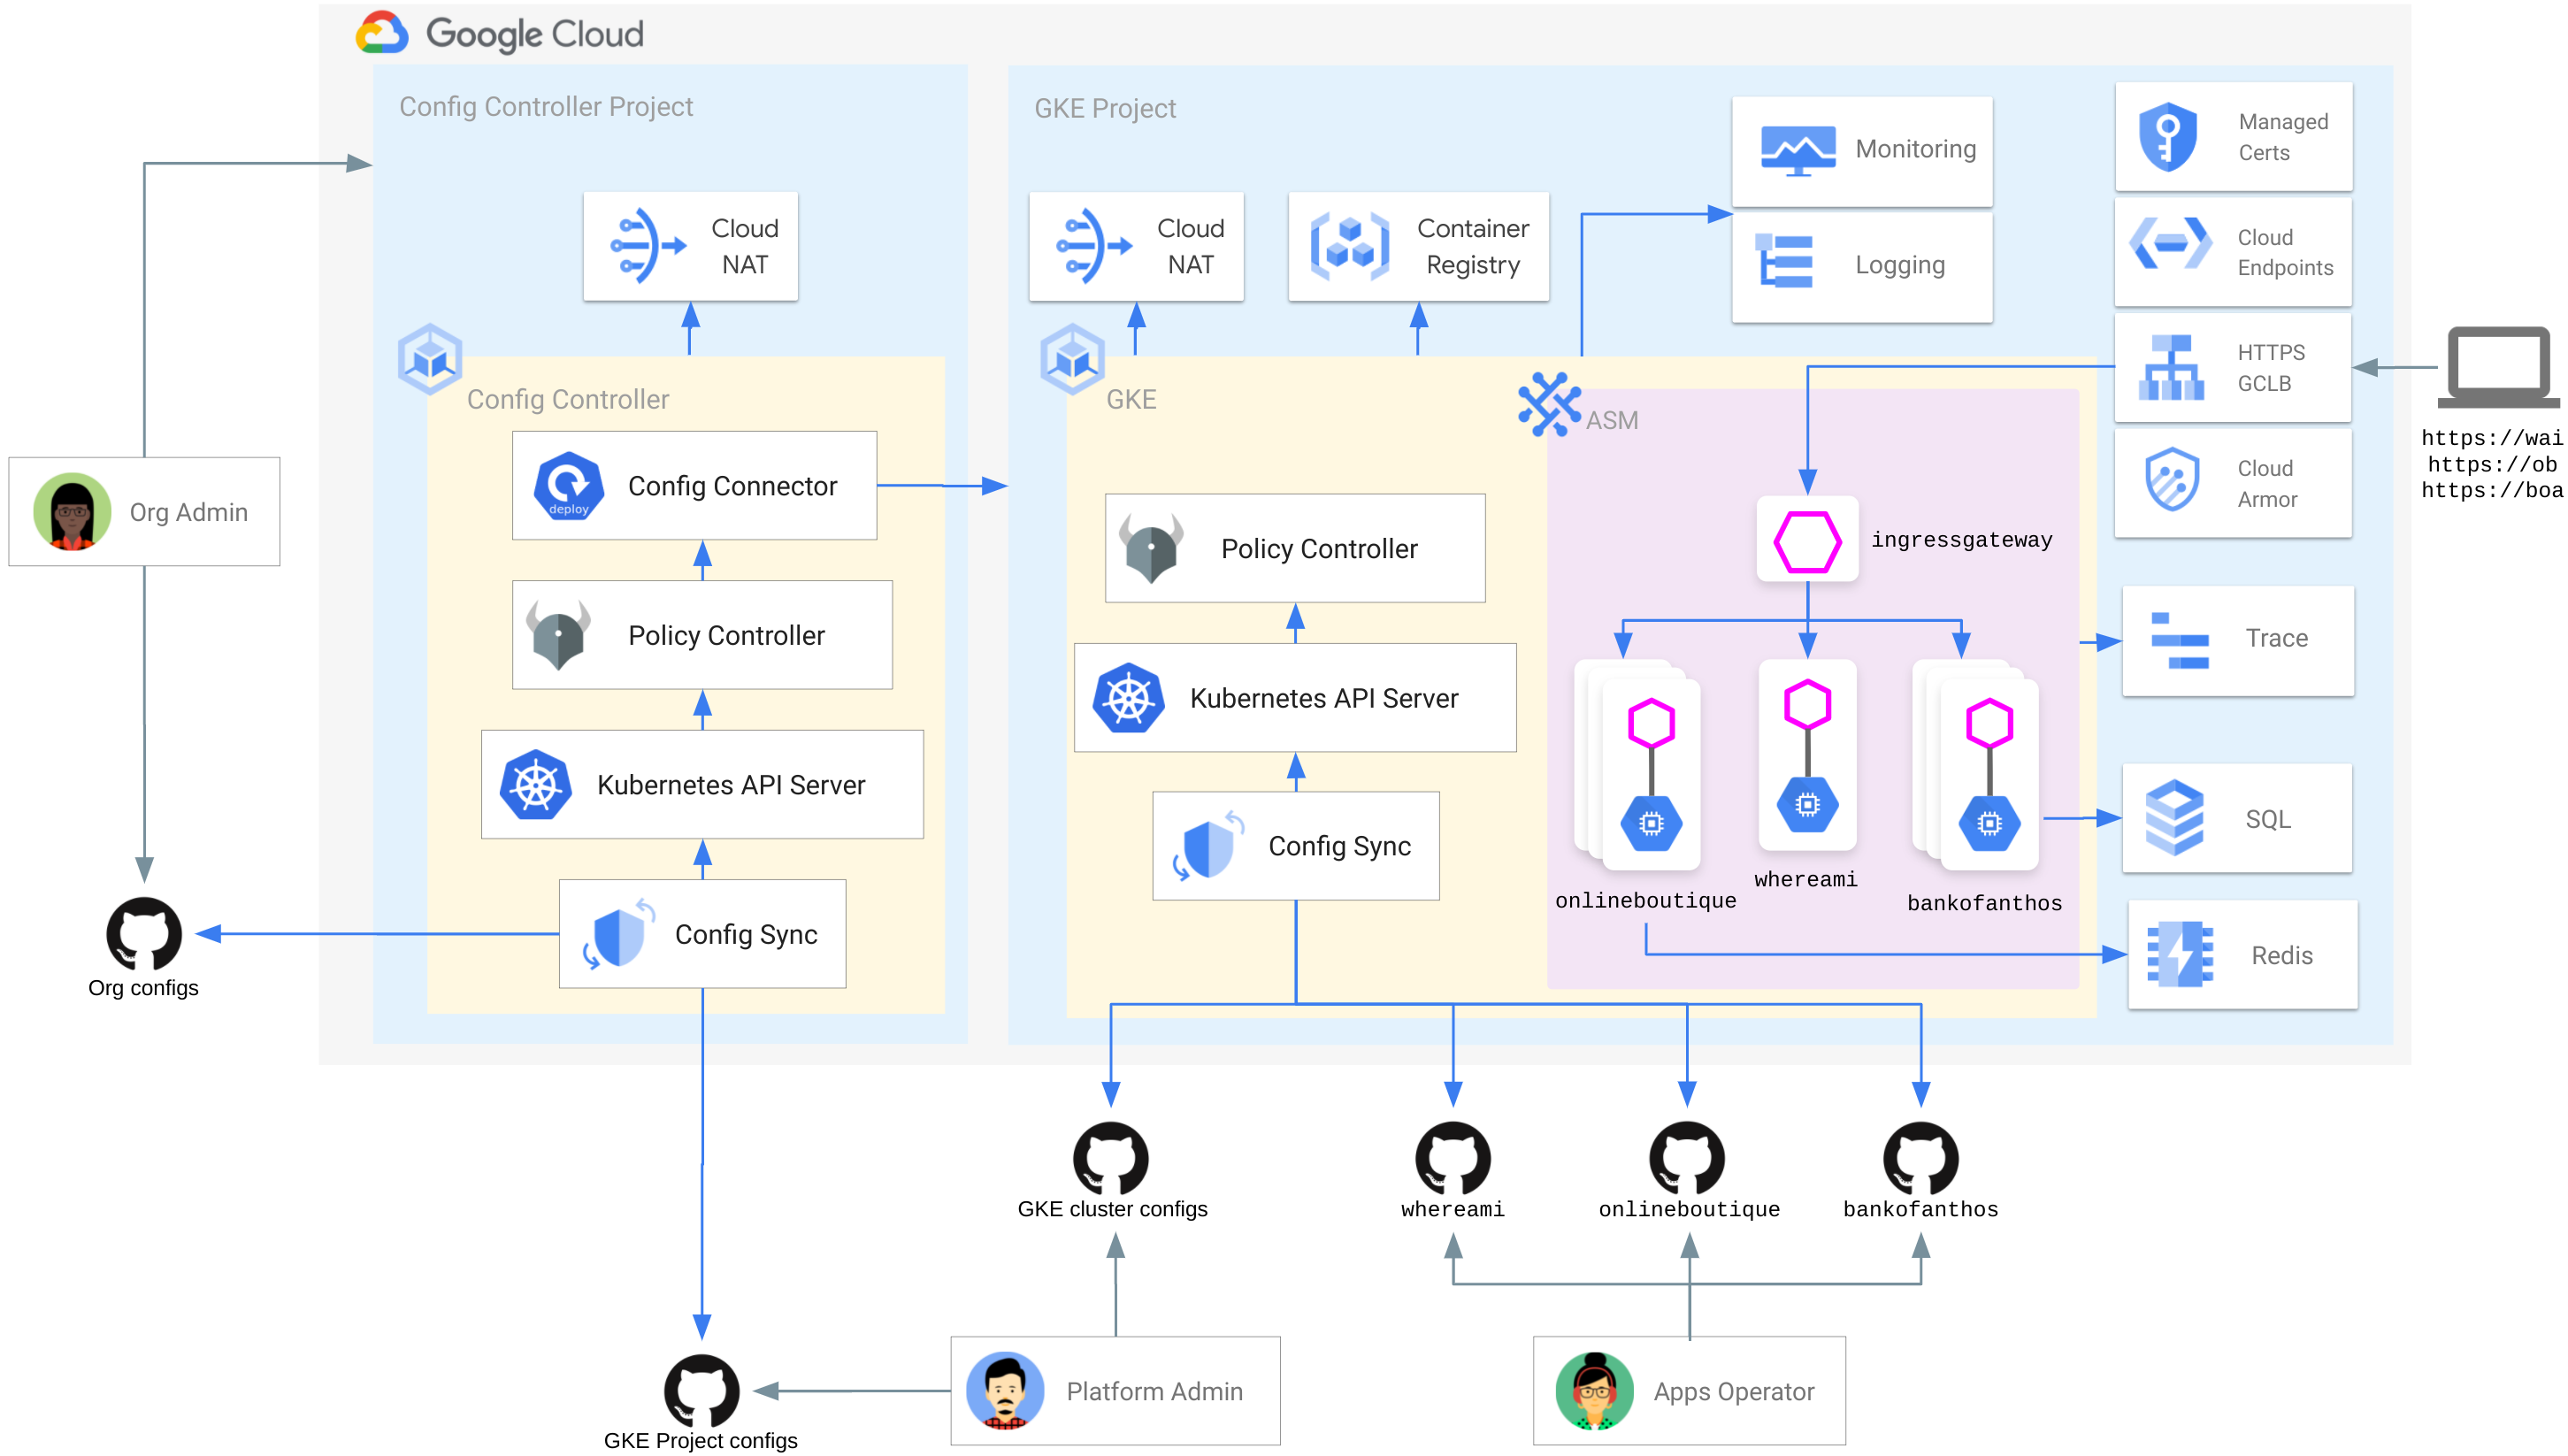 Google Cloud
Config Controller Project
GKE Project
Cloud
NAT
Cloud
NAT
Container
Registry
Monitoring
Logging
Managed
Certs
Cloud
Endpoints
HTTPS
GCLB
Cloud
Armor
https://wai
https://ob
https://boa
Config Controller
GKE
ASM
Org Admin
deploy
Config Connector
Policy Controller
Kubernetes API Server
Config Sync
Policy Controller
Kubernetes API Server
Config Sync
ingressgateway
onlineboutique
whereami
bankofanthos
Trace
SQL
Redis
Org configs
GKE cluster configs
whereami
onlineboutique
bankofanthos
Platform Admin
Apps Operator
GKE Project configs